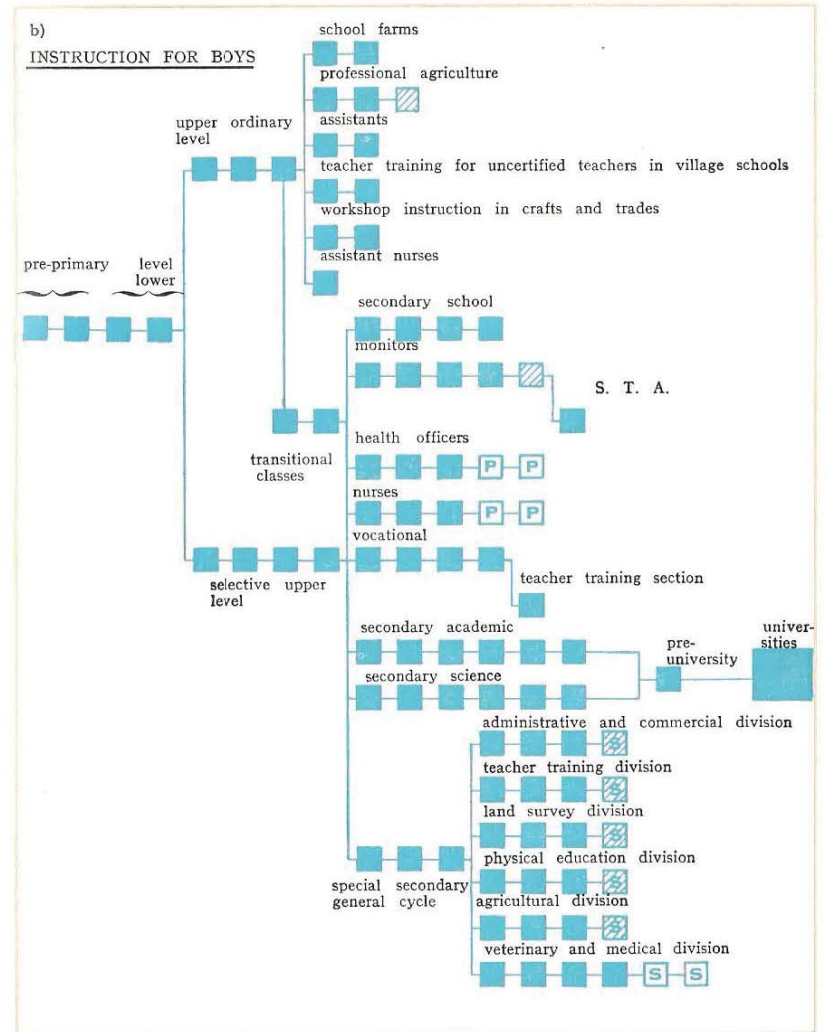 b)
INSTRUCTION FOR BOYS
school farms
professional agriculture
assistants
upper ordinary
level
teacher training for uncertified teachers in village schools
workshop instruction in crafts and trades
assistant nurses
pre-primary
level
lower
secondary school
monitors
S. T. A.
transitional
classes
health officers
P P
nurses
P P
vocational
selective upper
level
teacher training section
secondary academic
secondary science
pre-
university
univer-
sities
administrative and commercial division
S
teacher training division
S
land survey division
S
physical education division
S
special secondary
general cycle
agricultural division
S
veterinary and medical division
S S